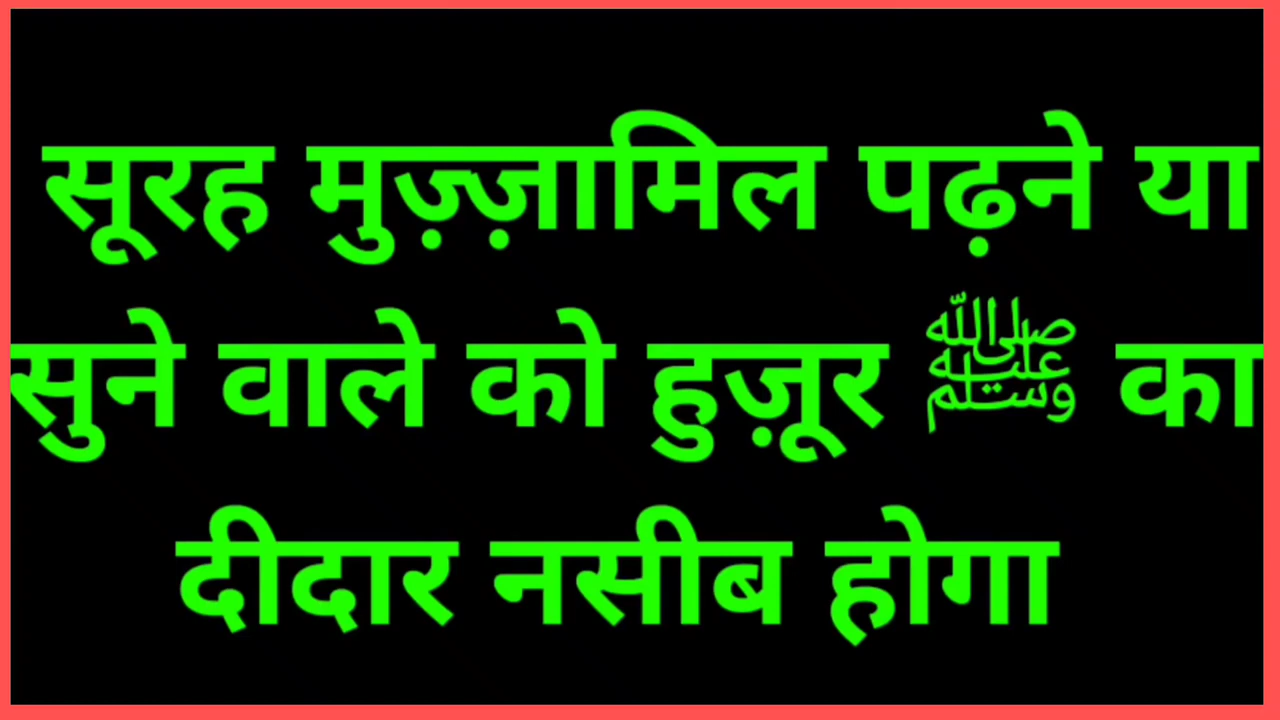 सूरह मुज़्ज़ामिल पढ़ने या
सुने वाले को हुज़ूर ﷺ का
दीदार नसीब होगा